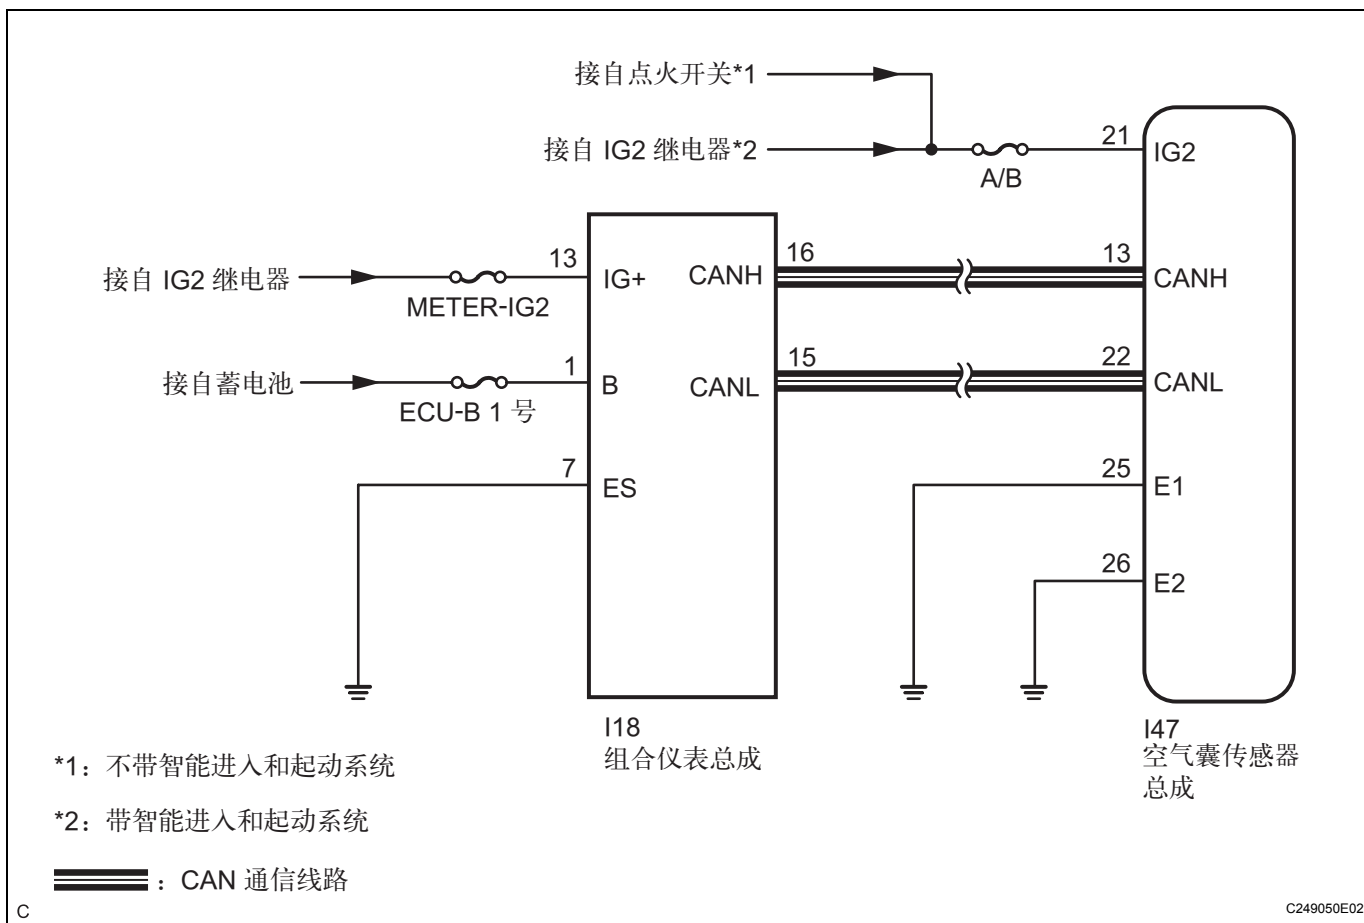 接自点火开关*1
接自 IG2 继电器*2
21
IG2
A/B
接自 IG2 继电器
METER-IG2
13
IG+
CANH
16
13
CANH
接自蓄电池
ECU-B 1 号
1
B
CANL
15
22
CANL
7
ES
25
E1
26
E2
I18
组合仪表总成
I47
空气囊传感器
总成
*1：不带智能进入和起动系统
*2：带智能进入和起动系统
：CAN 通信线路
C
C249050E02